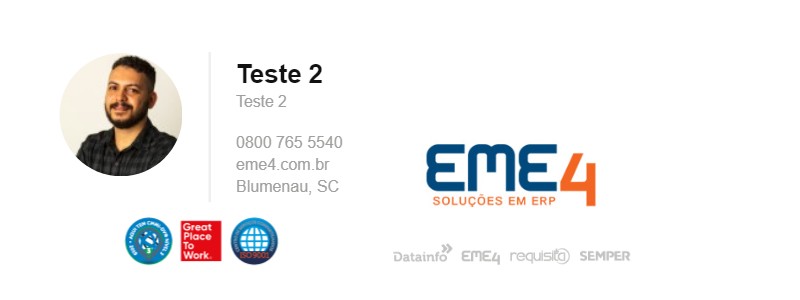 Teste 2
Teste 2
0800 765 5540
eme4.com.br
Blumenau, SC
EME4
SOLUÇÕES EM ERP
Great
Place
To
Work.
ISO 9001
Datainfo
EME4
requisito
SEMPER